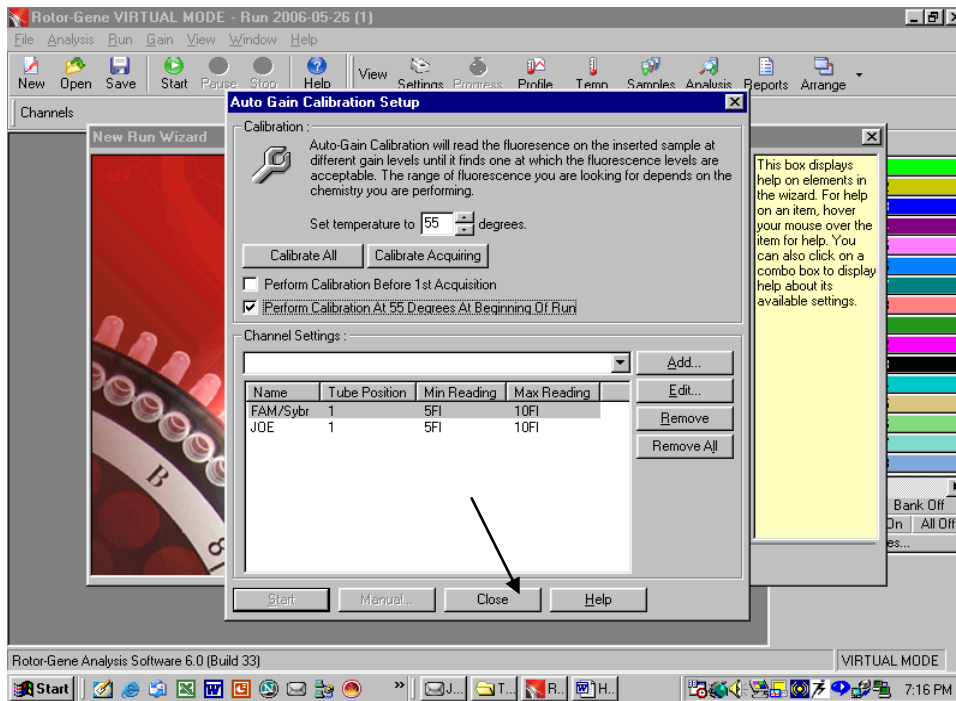 Rotor-Gene VIRTUAL MODE - Run 2006-05-26 (1)
File Analysis Run Gain View Window Help
New Open Save Start Pause Stop Help View Settings Progress Profile Temp Samples Analysis Reports Arrange
Channels
New Run Wizard
Auto Gain Calibration Setup
Calibration :
Auto-Gain Calibration will read the fluoresence on the inserted sample at
different gain levels until it finds one at which the fluorescence levels are
acceptable. The range of fluorescence you are looking for depends on the
chemistry you are performing.
Set temperature to 55 degrees.
Calibrate All Calibrate Acquiring
Perform Calibration Before 1st Acquisition
Perform Calibration At 55 Degrees At Beginning Of Run
Channel Settings :
Add...
Name Tube Position Min Reading Max Reading
Edit...
FAM/Sybr 1 5Fl 10Fl
JOE 1 5Fl 10Fl
Remove
Remove All
Start Manual... Close Help
This box displays
help on elements in
the wizard. For help
on an item, hover
your mouse over the
item for help. You
can also click on a
combo box to display
help about its
available settings.
B
Bank Off
On All Off
es...
Rotor-Gene Analysis Software 6.0 (Build 33) VIRTUAL MODE
Start » J... T... R.. H.. 7:16 PM